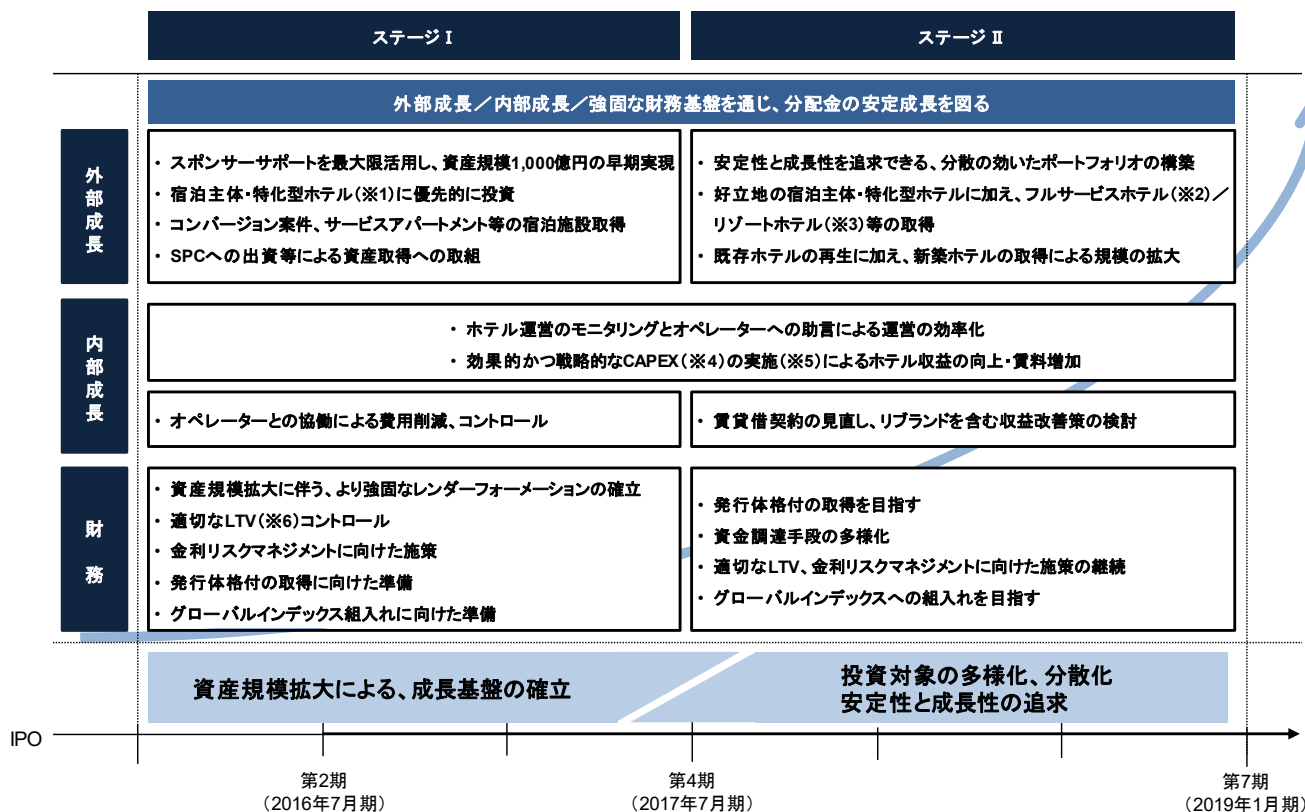 ステージⅠ
ステージⅡ
外部成長／内部成長／強固な財務基盤を通じ、分配金の安定成長を図る
外部成長
・ スポンサーサポートを最大限活用し、資産規模1,000億円の早期実現
・ 宿泊主体・特化型ホテル（※1）に優先的に投資
・ コンバージョン案件、サービスアパートメント等の宿泊施設取得
・ SPCへの出資等による資産取得への取組
・ 安定性と成長性を追求できる、分散の効いたポートフォリオの構築
・ 好立地の宿泊主体・特化型ホテルに加え、フルサービスホテル（※2）／
リゾートホテル（※3）等の取得
・ 既存ホテルの再生に加え、新築ホテルの取得による規模の拡大
内部成長
・ ホテル運営のモニタリングとオペレーターへの助言による運営の効率化
・ 効果的かつ戦略的なCAPEX（※4）の実施（※5）によるホテル収益の向上・賃料増加
・ オペレーターとの協働による費用削減、コントロール
・ 賃貸借契約の見直し、リブランドを含む収益改善策の検討
財務
・ 資産規模拡大に伴う、より強固なレンダーフォーメーションの確立
・ 適切なLTV（※6）コントロール
・ 金利リスクマネジメントに向けた施策
・ 発行体格付の取得に向けた準備
・ グローバルインデックス組入れに向けた準備
・ 発行体格付の取得を目指す
・ 資金調達手段の多様化
・ 適切なLTV、金利リスクマネジメントに向けた施策の継続
・ グローバルインデックスへの組入れを目指す
資産規模拡大による、成長基盤の確立
投資対象の多様化、分散化
安定性と成長性の追求
IPO
第2期
（2016年7月期）
第4期
（2017年7月期）
第7期
（2019年1月期）